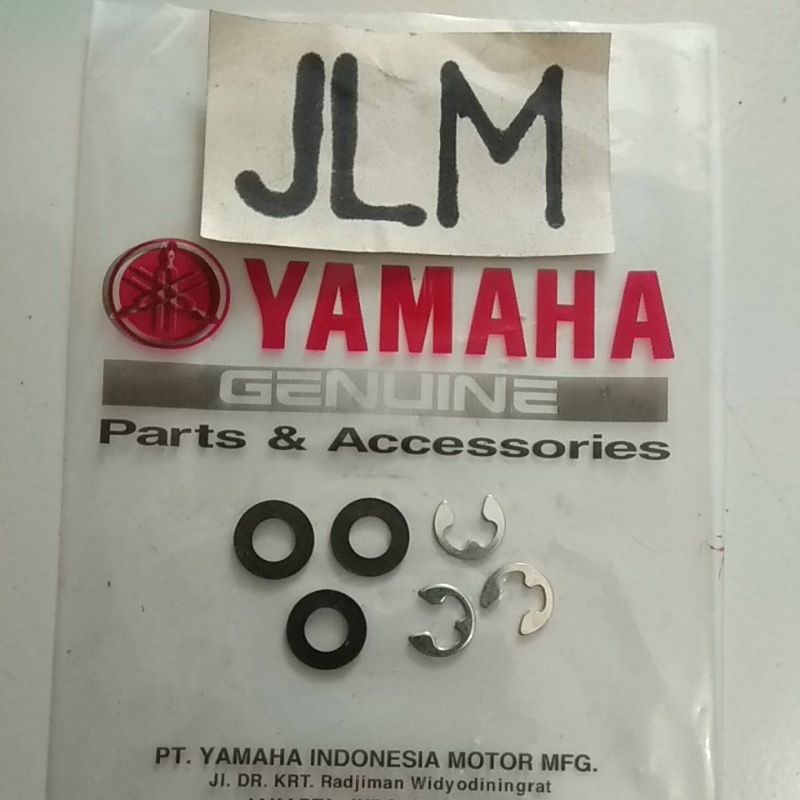 JLM
YAMAHA
GENUINE
Parts & Accessories
PT. YAMAHA INDONESIA MOTOR MFG.
Jl. DR. KRT. Radjiman Widyodiningrat